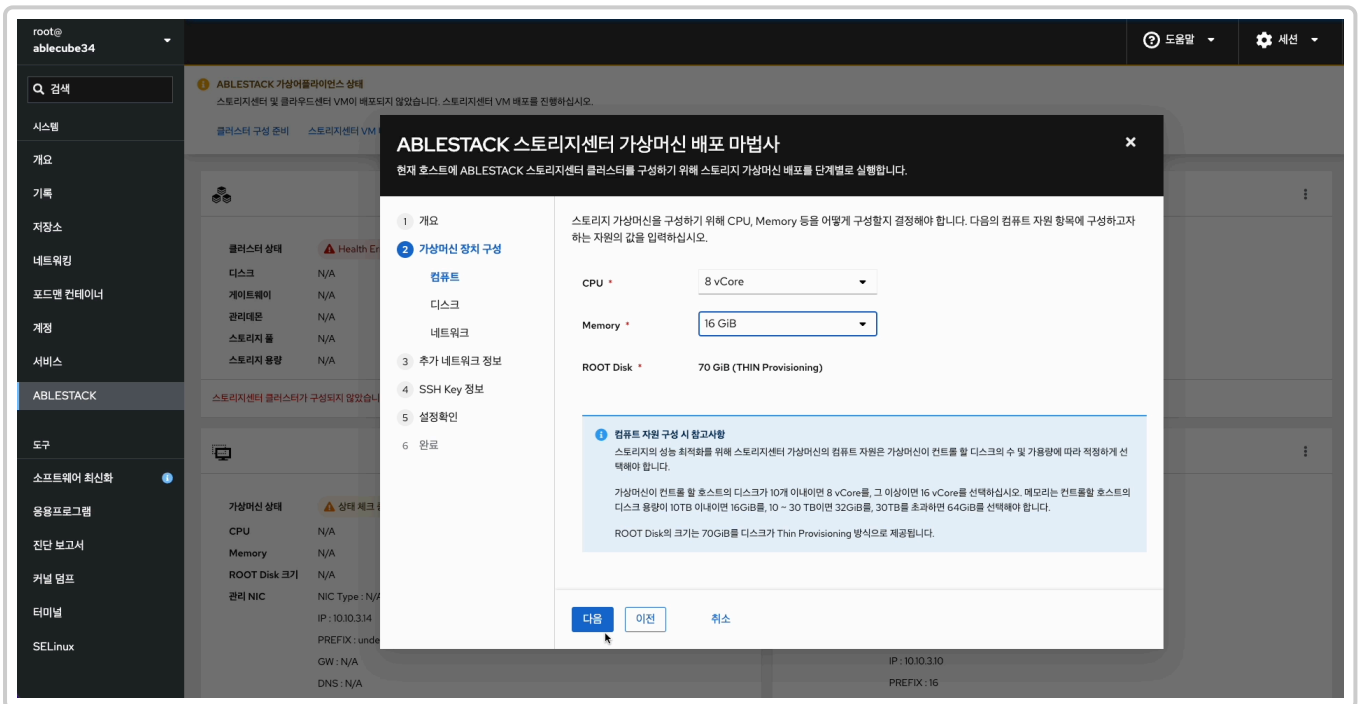 root@
ablecube34
도움말
세션
검색
시스템
개요
기록
저장소
네트워킹
포드맨 컨테이너
계정
서비스
ABLESTACK
도구
소프트웨어 최신화
응용프로그램
진단 보고서
커널 덤프
터미널
SELinux
ABLESTACK 가상어플라이언스 상태
스토리지센터 및 클라우드센터 VM이 배포되지 않았습니다. 스토리지센터 VM 배포를 진행하십시오.
클러스터 구성 준비 스토리지센터 VM
클러스터 상태 Health Er
디스크 N/A
게이트웨이 N/A
관리데몬 N/A
스토리지 풀 N/A
스토리지 용량 N/A
스토리지센터 클러스터가 구성되지 않았습니
가상머신 상태 상태 체크
CPU N/A
Memory N/A
ROOT Disk 크기 N/A
관리 NIC NIC Type : N/A
IP : 10.10.3.14
PREFIX : unde
GW : N/A
DNS : N/A
ABLESTACK 스토리지센터 가상머신 배포 마법사
현재 호스트에 ABLESTACK 스토리지센터 클러스터를 구성하기 위해 스토리지 가상머신 배포를 단계별로 실행합니다.
1 개요
2 가상머신 장치 구성
컴퓨트
디스크
네트워크
3 추가 네트워크 정보
4 SSH Key 정보
5 설정확인
6 완료
스토리지 가상머신을 구성하기 위해 CPU, Memory 등을 어떻게 구성할지 결정해야 합니다. 다음의 컴퓨트 자원 항목에 구성하고자
하는 자원의 값을 입력하십시오.
CPU * 8 vCore
Memory * 16 GiB
ROOT Disk * 70 GiB (THIN Provisioning)
컴퓨트 자원 구성 시 참고사항
스토리지의 성능 최적화를 위해 스토리지센터 가상머신의 컴퓨트 자원은 가상머신이 컨트롤 할 디스크의 수 및 가용량에 따라 적정하게 선
택해야 합니다.
가상머신이 컨트롤 할 호스트의 디스크가 10개 이내이면 8 vCore를, 그 이상이면 16 vCore를 선택하십시오. 메모리는 컨트롤할 호스트의
디스크 용량이 10TB 이내이면 16GiB를, 10 ~ 30 TB이면 32GiB를, 30TB를 초과하면 64GiB를 선택해야 합니다.
ROOT Disk의 크기는 70GiB를 디스크가 Thin Provisioning 방식으로 제공됩니다.
다음 이전 취소
IP : 10.10.3.10
PREFIX : 16